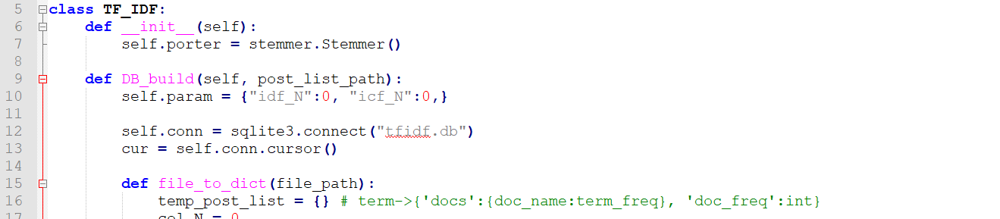 5 class TF_IDF:
6     def __init__(self):
7         self.porter = stemmer.Stemmer()
8
9     def DB_build(self, post_list_path):
10         self.param = {"idf_N":0, "icf_N":0,}
11
12         self.conn = sqlite3.connect("tfidf.db")
13         cur = self.conn.cursor()
14
15         def file_to_dict(file_path):
16             temp_post_list = {} # term->{'docs':{doc_name:term_freq}, 'doc_freq':int}
17             col_N = 0